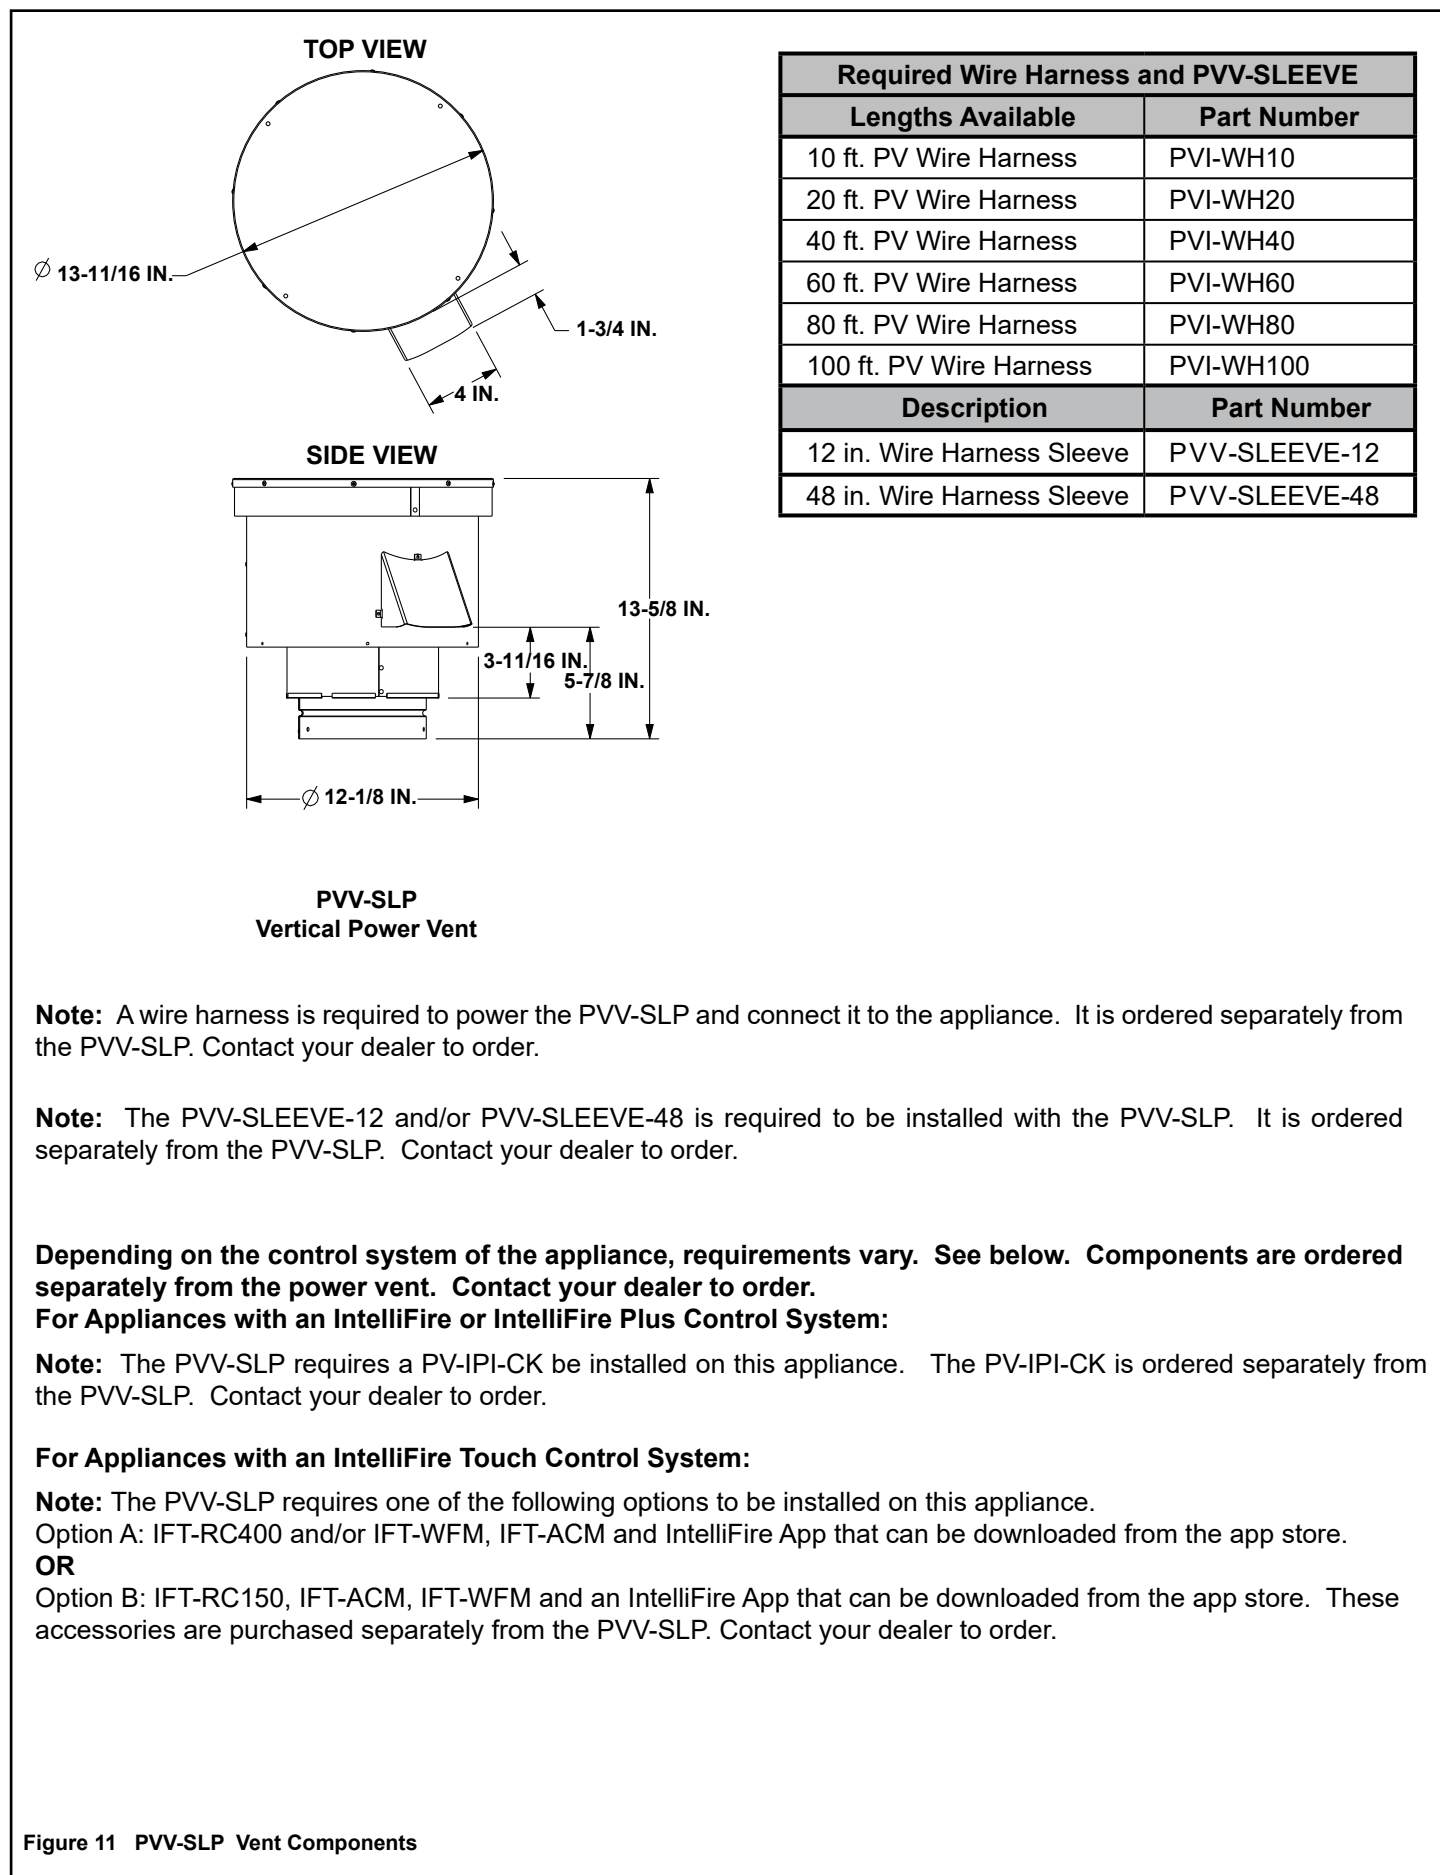 TOP VIEW
Ø 13-11/16 IN.
1-3/4 IN.
4 IN.
SIDE VIEW
13-5/8 IN.
3-11/16 IN.
5-7/8 IN.
Ø 12-1/8 IN.
PVV-SLP
Vertical Power Vent
Required Wire Harness and PVV-SLEEVE
Lengths Available Part Number
10 ft. PV Wire Harness PVI-WH10
20 ft. PV Wire Harness PVI-WH20
40 ft. PV Wire Harness PVI-WH40
60 ft. PV Wire Harness PVI-WH60
80 ft. PV Wire Harness PVI-WH80
100 ft. PV Wire Harness PVI-WH100
Description Part Number
12 in. Wire Harness Sleeve PVV-SLEEVE-12
48 in. Wire Harness Sleeve PVV-SLEEVE-48
Note: A wire harness is required to power the PVV-SLP and connect it to the appliance. It is ordered separately from
the PVV-SLP. Contact your dealer to order.
Note: The PVV-SLEEVE-12 and/or PVV-SLEEVE-48 is required to be installed with the PVV-SLP. It is ordered
separately from the PVV-SLP. Contact your dealer to order.
Depending on the control system of the appliance, requirements vary. See below. Components are ordered
separately from the power vent. Contact your dealer to order.
For Appliances with an IntelliFire or IntelliFire Plus Control System:
Note: The PVV-SLP requires a PV-IPI-CK be installed on this appliance. The PV-IPI-CK is ordered separately from
the PVV-SLP. Contact your dealer to order.
For Appliances with an IntelliFire Touch Control System:
Note: The PVV-SLP requires one of the following options to be installed on this appliance.
Option A: IFT-RC400 and/or IFT-WFM, IFT-ACM and IntelliFire App that can be downloaded from the app store.
OR
Option B: IFT-RC150, IFT-ACM, IFT-WFM and an IntelliFire App that can be downloaded from the app store. These
accessories are purchased separately from the PVV-SLP. Contact your dealer to order.
Figure 11 PVV-SLP Vent Components